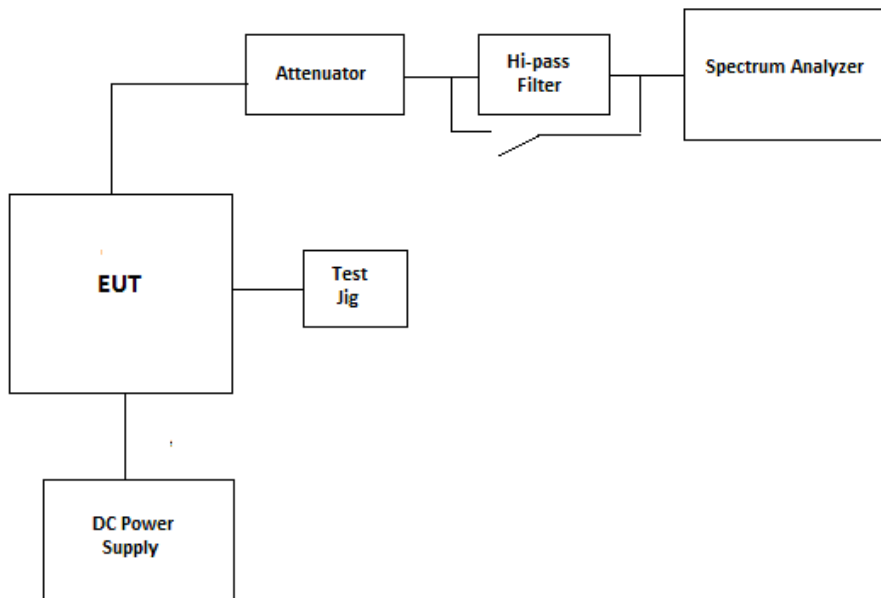 Attenuator
Hi-pass
Filter
Spectrum Analyzer
EUT
Test
Jig
DC Power
Supply